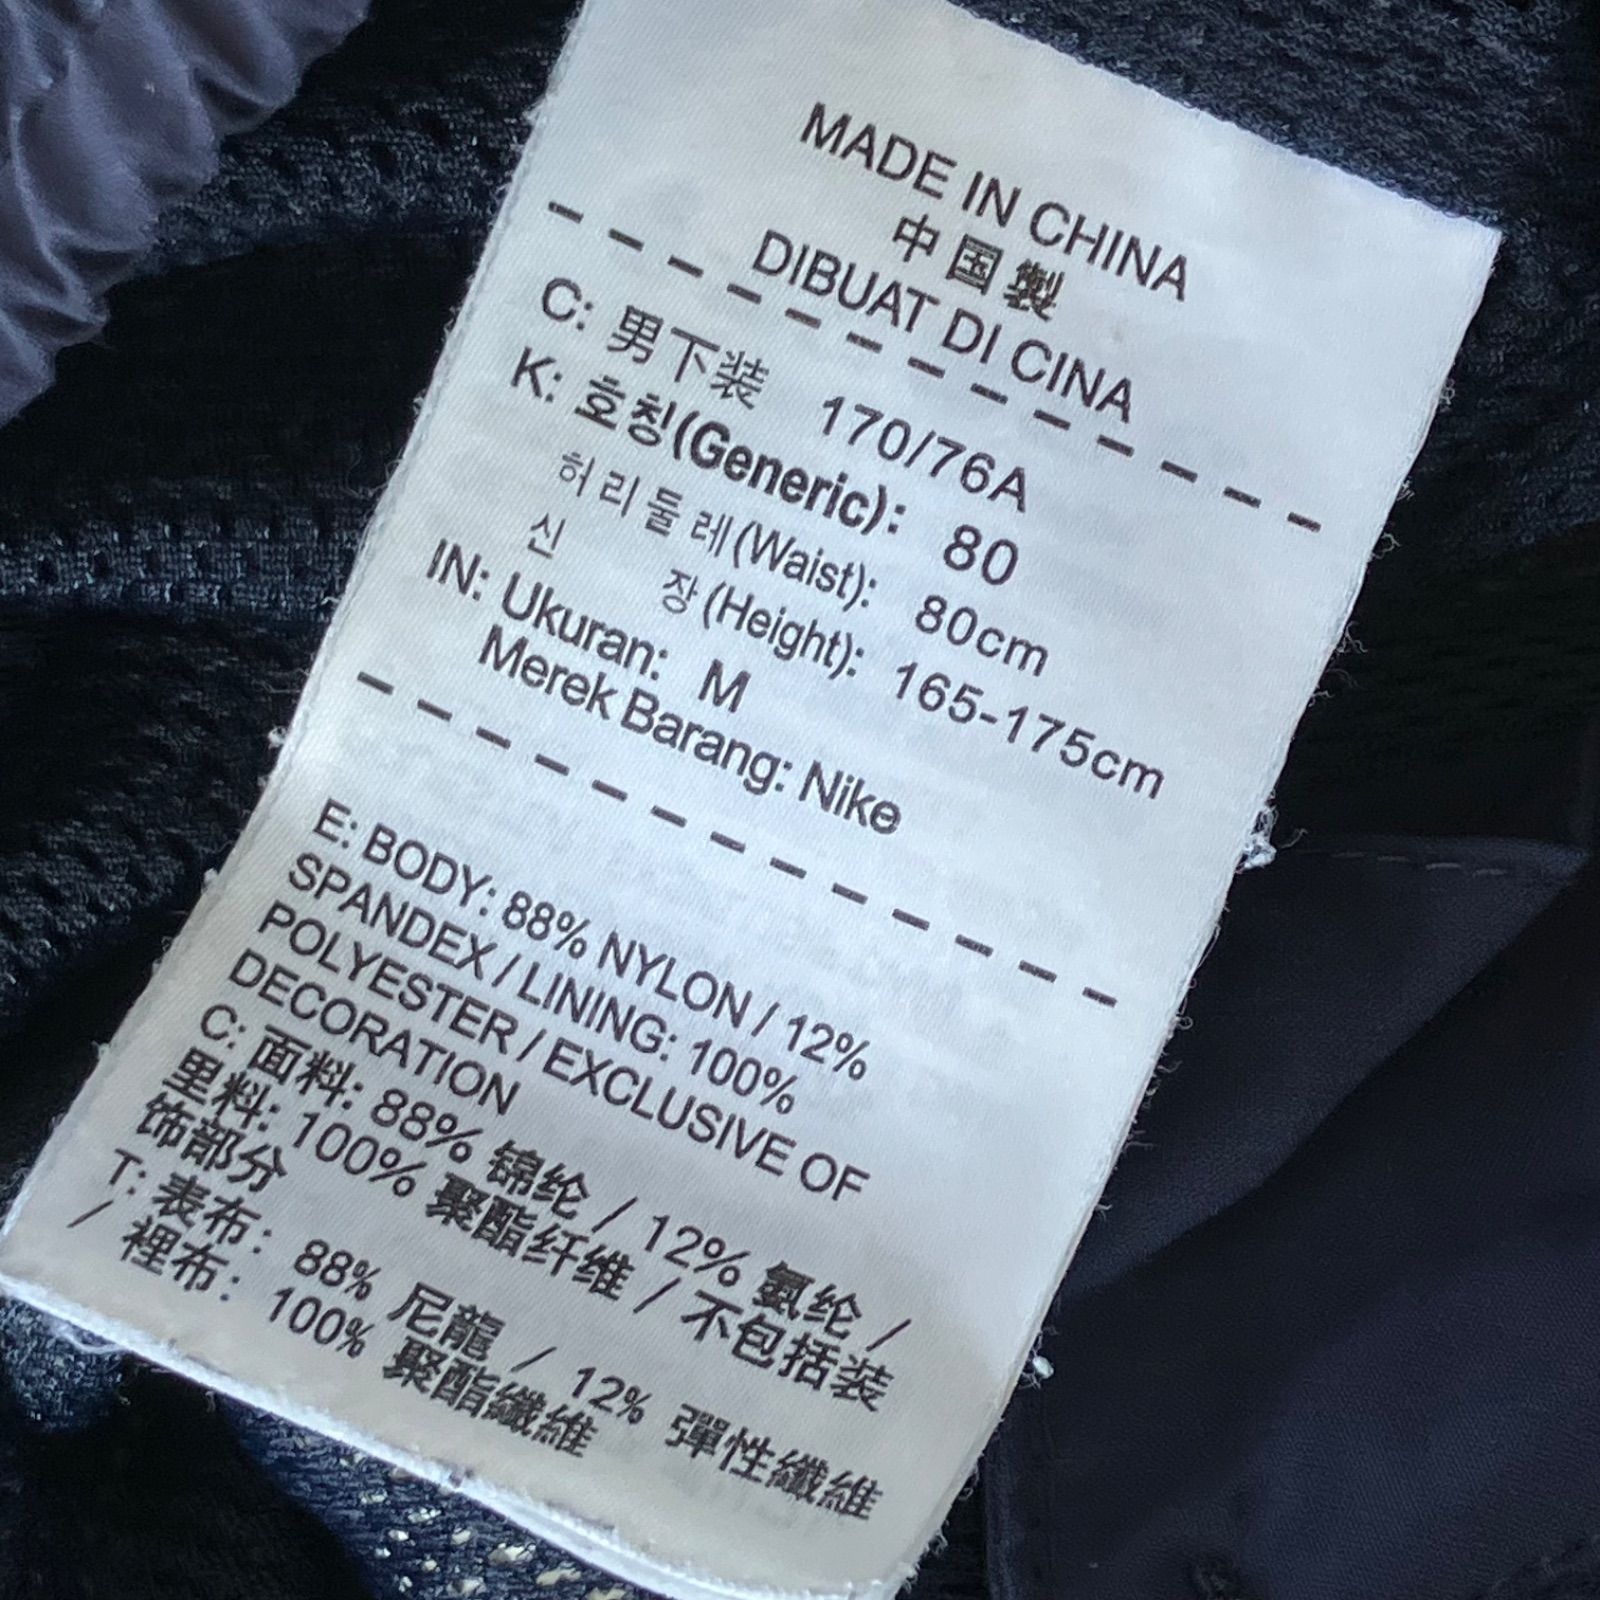 MADE IN CHINA
中国製
DIBUAT DI CINA
C: 男下装 170/76A
K: 호칭(Generic): 80
허리둘레(Waist): 80cm
신 장(Height): 165-175cm
IN: Ukuran: M
Merek Barang: Nike
E: BODY: 88% NYLON / 12%
SPANDEX / LINING: 100%
POLYESTER / EXCLUSIVE OF
DECORATION
C: 面料: 88% 锦纶 / 12% 氨纶 /
里料: 100% 聚酯纤维 / 不包括装
饰部分
T: 表布: 88% 尼龍 / 12% 彈性纖維
/ 裡布: 100% 聚酯纖維